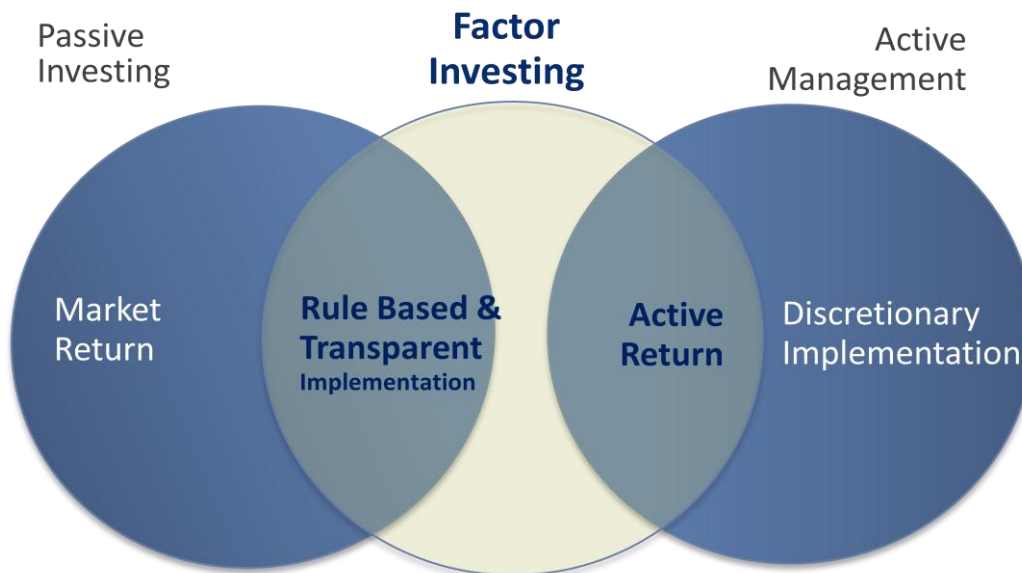 Passive
Investing
Factor
Investing
Active
Management
Market
Return
Rule Based &
Transparent
Implementation
Active
Return
Discretionary
Implementation